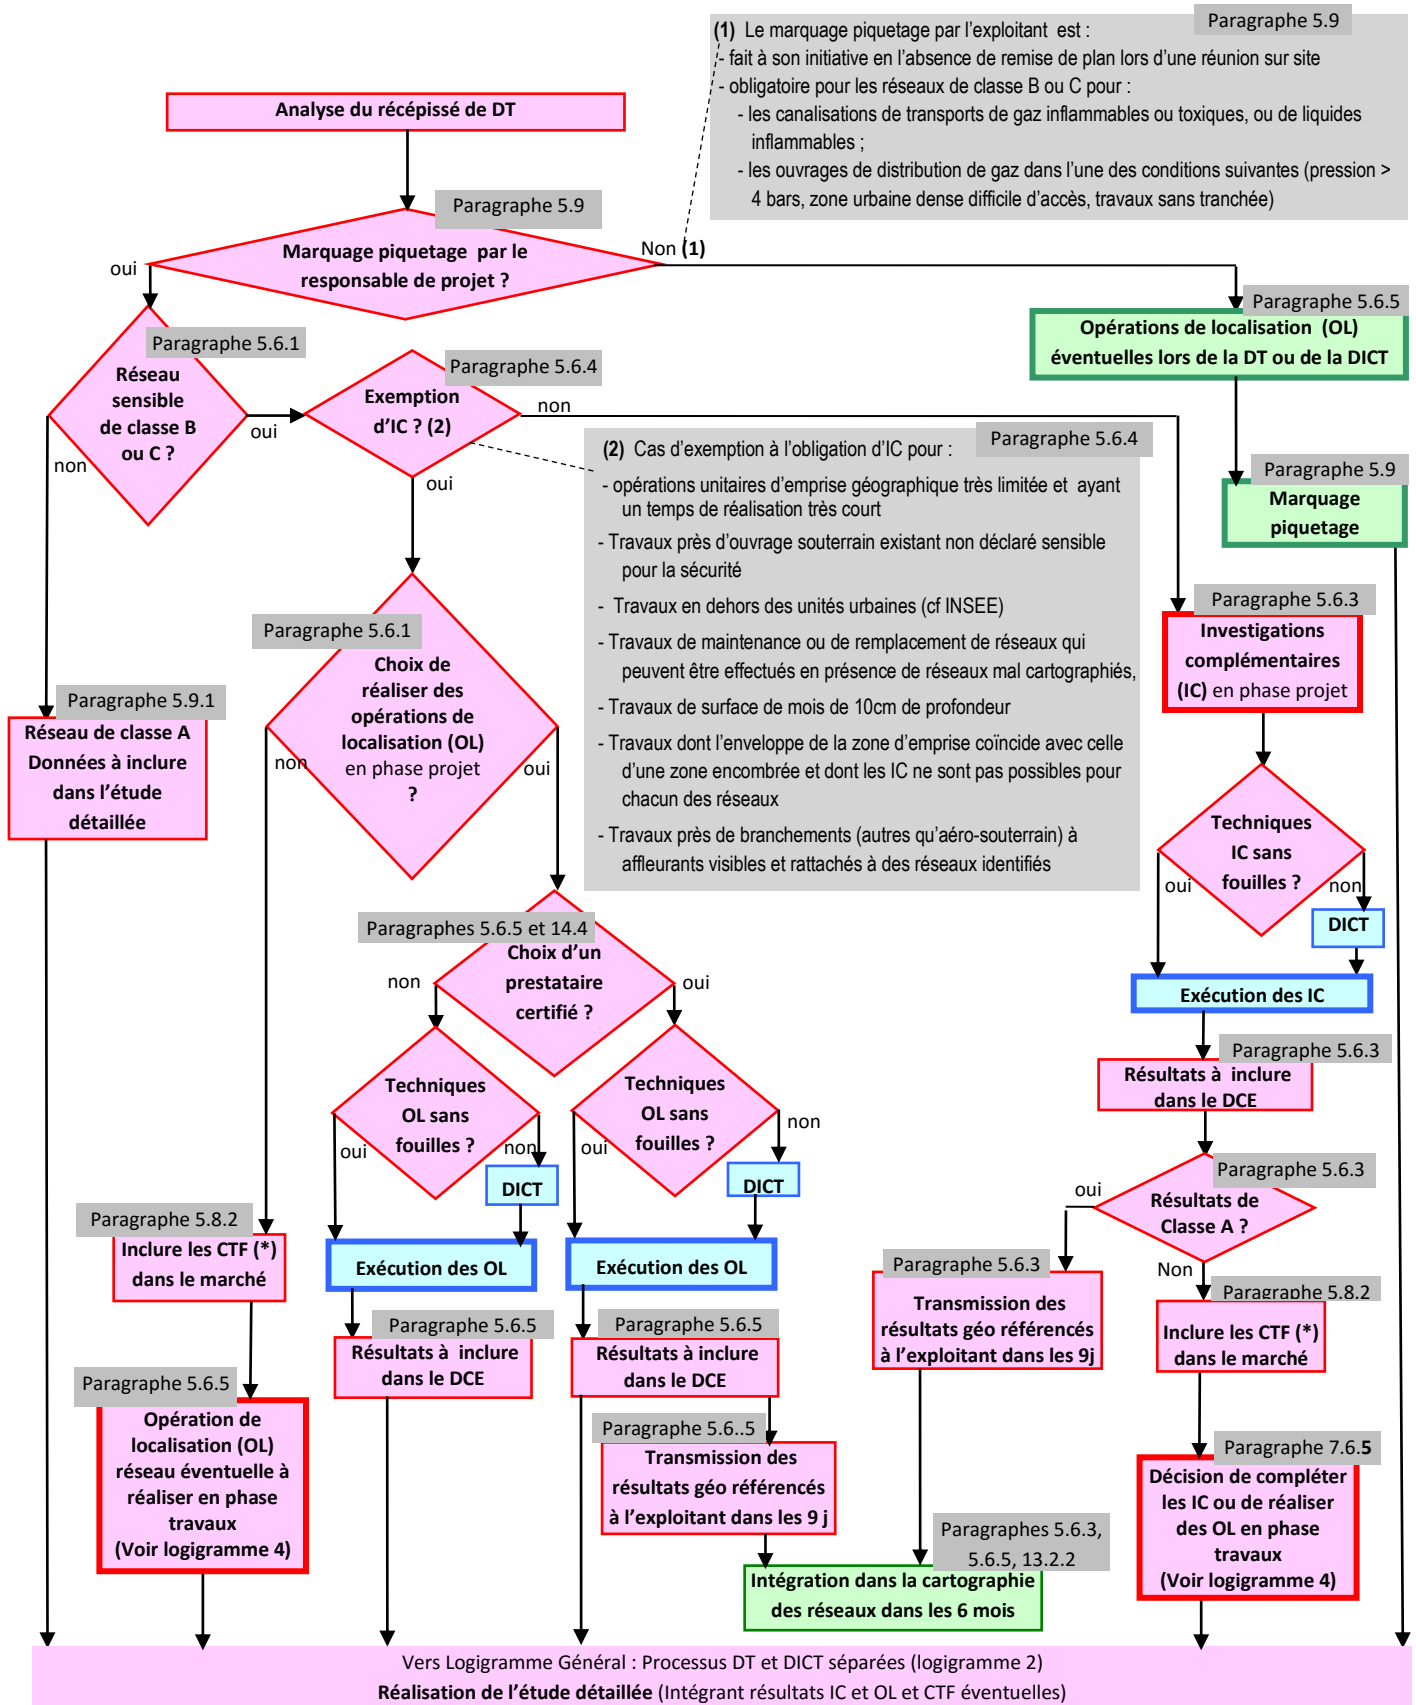 Paragraphe 5.9
(1) Le marquage piquetage par l'exploitant est :
- fait à son initiative en l'absence de remise de plan lors d'une réunion sur site
- obligatoire pour les réseaux de classe B ou C pour :
- les canalisations de transports de gaz inflammables ou toxiques, ou de liquides
inflammables ;
- les ouvrages de distribution de gaz dans l'une des conditions suivantes (pression >
4 bars, zone urbaine dense difficile d'accès, travaux sans tranchée)
Analyse du récépissé de DT
Paragraphe 5.9
Marquage piquetage par le
responsable de projet ?
oui
Non (1)
Paragraphe 5.6.5
Opérations de localisation (OL)
éventuelles lors de la DT ou de la DICT
Paragraphe 5.9
Marquage
piquetage
Paragraphe 5.6.1
Réseau
sensible
de classe B
ou C ?
oui
non
Paragraphe 5.6.4
Exemption
d'IC ? (2)
non
oui
Paragraphe 5.6.4
(2) Cas d'exemption à l'obligation d'IC pour :
- opérations unitaires d'emprise géographique très limitée et ayant
un temps de réalisation très court
- Travaux près d'ouvrage souterrain existant non déclaré sensible
pour la sécurité
- Travaux en dehors des unités urbaines (cf INSEE)
- Travaux de maintenance ou de remplacement de réseaux qui
peuvent être effectués en présence de réseaux mal cartographiés,
- Travaux de surface de mois de 10cm de profondeur
- Travaux dont l'enveloppe de la zone d'emprise coïncide avec celle
d'une zone encombrée et dont les IC ne sont pas possibles pour
chacun des réseaux
- Travaux près de branchements (autres qu'aéro-souterrain) à
affleurants visibles et rattachés à des réseaux identifiés
Paragraphe 5.6.3
Investigations
complémentaires
(IC) en phase projet
Paragraphe 5.6.1
Choix de
réaliser des
opérations de
localisation (OL)
en phase projet
?
non
oui
Paragraphe 5.9.1
Réseau de classe A
Données à inclure
dans l'étude
détaillée
Techniques
IC sans
fouilles ?
oui
non
DICT
Exécution des IC
Paragraphes 5.6.5 et 14.4
Choix d'un
prestataire
certifié ?
non
oui
Techniques
OL sans
fouilles ?
oui
non
DICT
Techniques
OL sans
fouilles ?
oui
non
DICT
Paragraphe 5.6.3
Résultats à inclure
dans le DCE
Paragraphe 5.6.3
Résultats de
Classe A ?
oui
Non
Paragraphe 5.8.2
Inclure les CTF (*)
dans le marché
Exécution des OL
Exécution des OL
Paragraphe 5.6.3
Transmission des
résultats géo référencés
à l'exploitant dans les 9j
Paragraphe 5.8.2
Inclure les CTF (*)
dans le marché
Paragraphe 5.6.5
Résultats à inclure
dans le DCE
Paragraphe 5.6.5
Résultats à inclure
dans le DCE
Paragraphe 5.6.5
Opération de
localisation (OL)
réseau éventuelle à
réaliser en phase
travaux
(Voir logigramme 4)
Paragraphe 5.6..5
Transmission des
résultats géo référencés
à l'exploitant dans les 9 j
Paragraphe 7.6.5
Décision de compléter
les IC ou de réaliser
des OL en phase
travaux
(Voir logigramme 4)
Paragraphes 5.6.3,
5.6.5, 13.2.2
Intégration dans la cartographie
des réseaux dans les 6 mois
Vers Logigramme Général : Processus DT et DICT séparées (logigramme 2)
Réalisation de l'étude détaillée (Intégrant résultats IC et OL et CTF éventuelles)